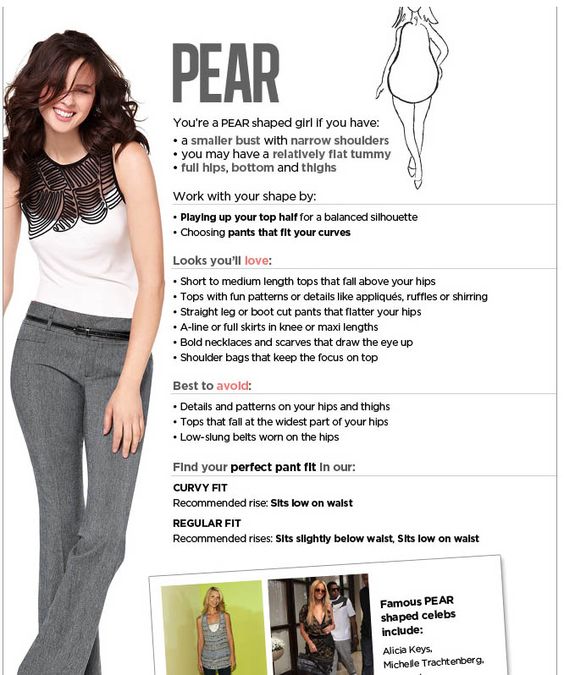 PEAR
You're a PEAR shaped girl if you have:
• a smaller bust with narrow shoulders
• you may have a relatively flat tummy
• full hips, bottom and thighs
Work with your shape by:
• Playing up your top half for a balanced silhouette
• Choosing pants that fit your curves
Looks you'll love:
• Short to medium length tops that fall above your hips
• Tops with fun patterns or details like appliqués, ruffles or shirring
• Straight leg or boot cut pants that flatter your hips
• A-line or full skirts in knee or maxi lengths
• Bold necklaces and scarves that draw the eye up
• Shoulder bags that keep the focus on top
Best to avoid:
• Details and patterns on your hips and thighs
• Tops that fall at the widest part of your hips
• Low-slung belts worn on the hips
Find your perfect pant fit in our:
CURVY FIT
Recommended rise: Sits low on waist
REGULAR FIT
Recommended rises: Sits slightly below waist, Sits low on waist
Famous PEAR
shaped celebs
include:
Alicia Keys,
Michelle Trachtenberg,